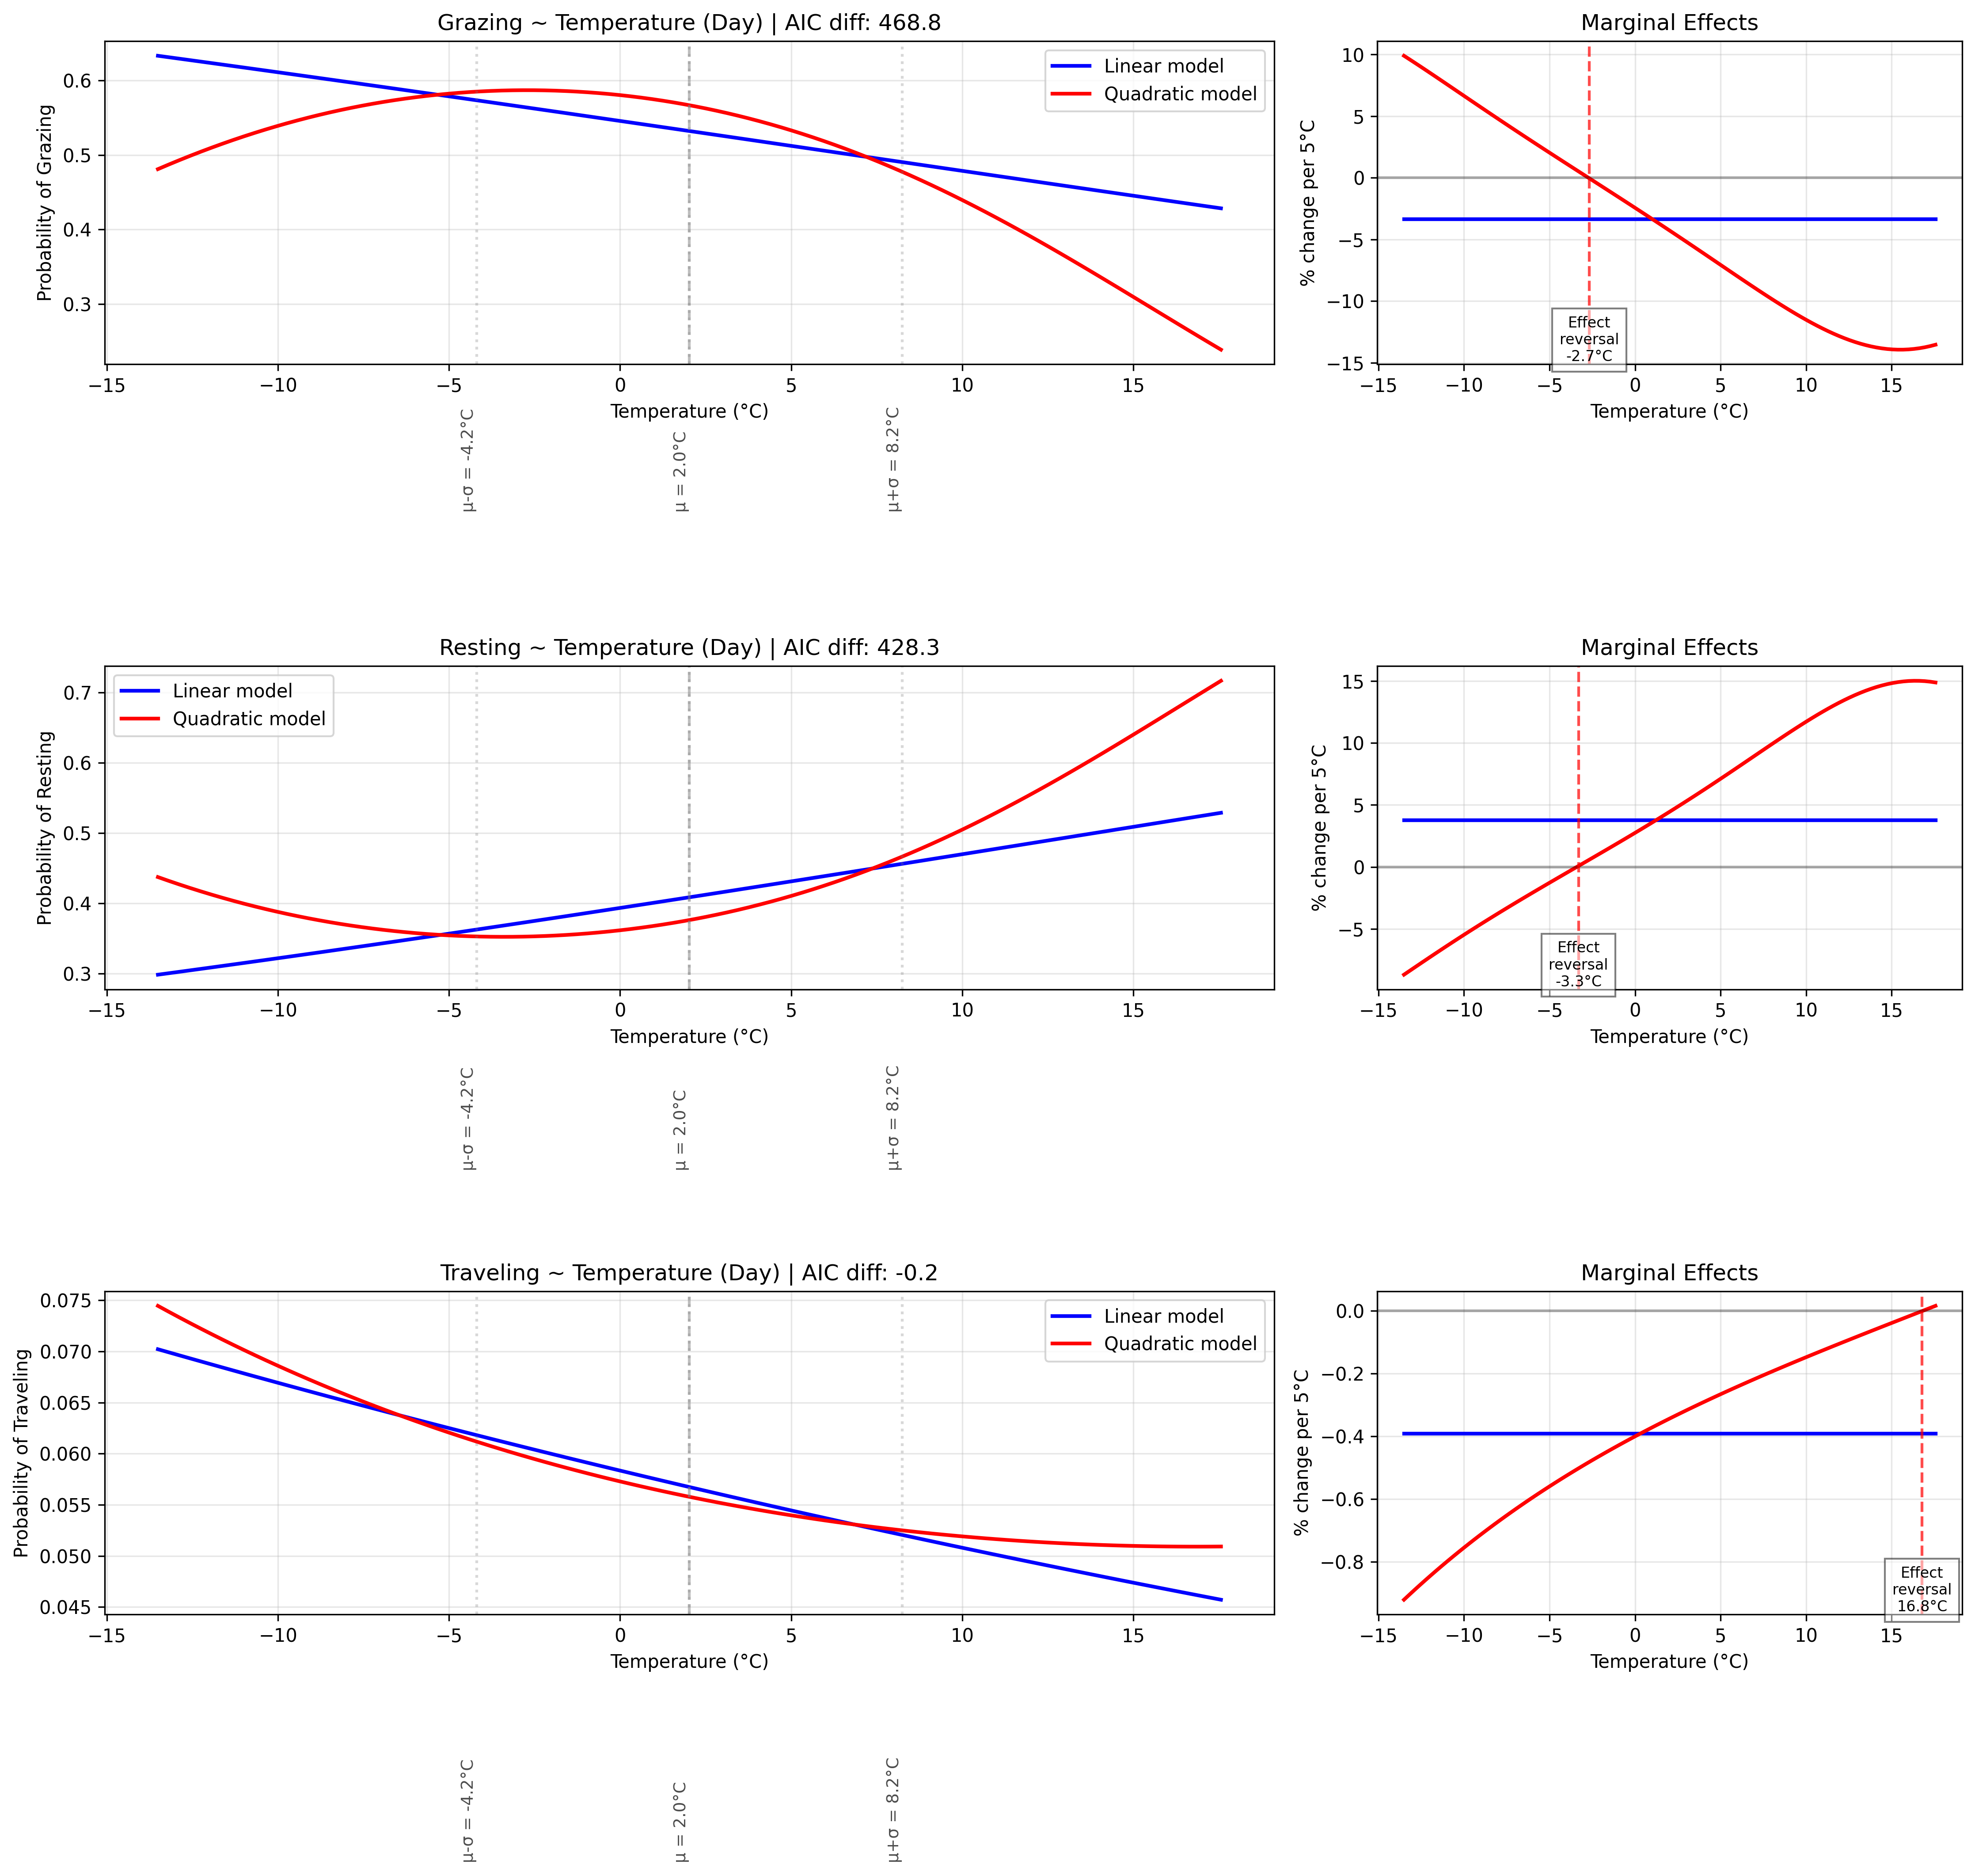 Grazing ~ Temperature (Day) | AIC diff: 468.8
Probability of Grazing
0.6
0.5
0.4
0.3
Linear model
Quadratic model
−15 −10 −5 0 5 10 15
Temperature (°C)
μ-σ = -4.2°C
μ = 2.0°C
μ+σ = 8.2°C
Marginal Effects
% change per 5°C
10
5
0
−5
−10
−15
Effect
reversal
-2.7°C
−15 −10 −5 0 5 10 15
Temperature (°C)
Resting ~ Temperature (Day) | AIC diff: 428.3
Probability of Resting
0.7
0.6
0.5
0.4
0.3
Linear model
Quadratic model
−15 −10 −5 0 5 10 15
Temperature (°C)
μ-σ = -4.2°C
μ = 2.0°C
μ+σ = 8.2°C
Marginal Effects
% change per 5°C
15
10
5
0
−5
Effect
reversal
-3.3°C
−15 −10 −5 0 5 10 15
Temperature (°C)
Traveling ~ Temperature (Day) | AIC diff: -0.2
Probability of Traveling
0.075
0.070
0.065
0.060
0.055
0.050
0.045
Linear model
Quadratic model
−15 −10 −5 0 5 10 15
Temperature (°C)
μ-σ = -4.2°C
μ = 2.0°C
μ+σ = 8.2°C
Marginal Effects
% change per 5°C
0.0
−0.2
−0.4
−0.6
−0.8
Effect
reversal
16.8°C
−15 −10 −5 0 5 10 15
Temperature (°C)